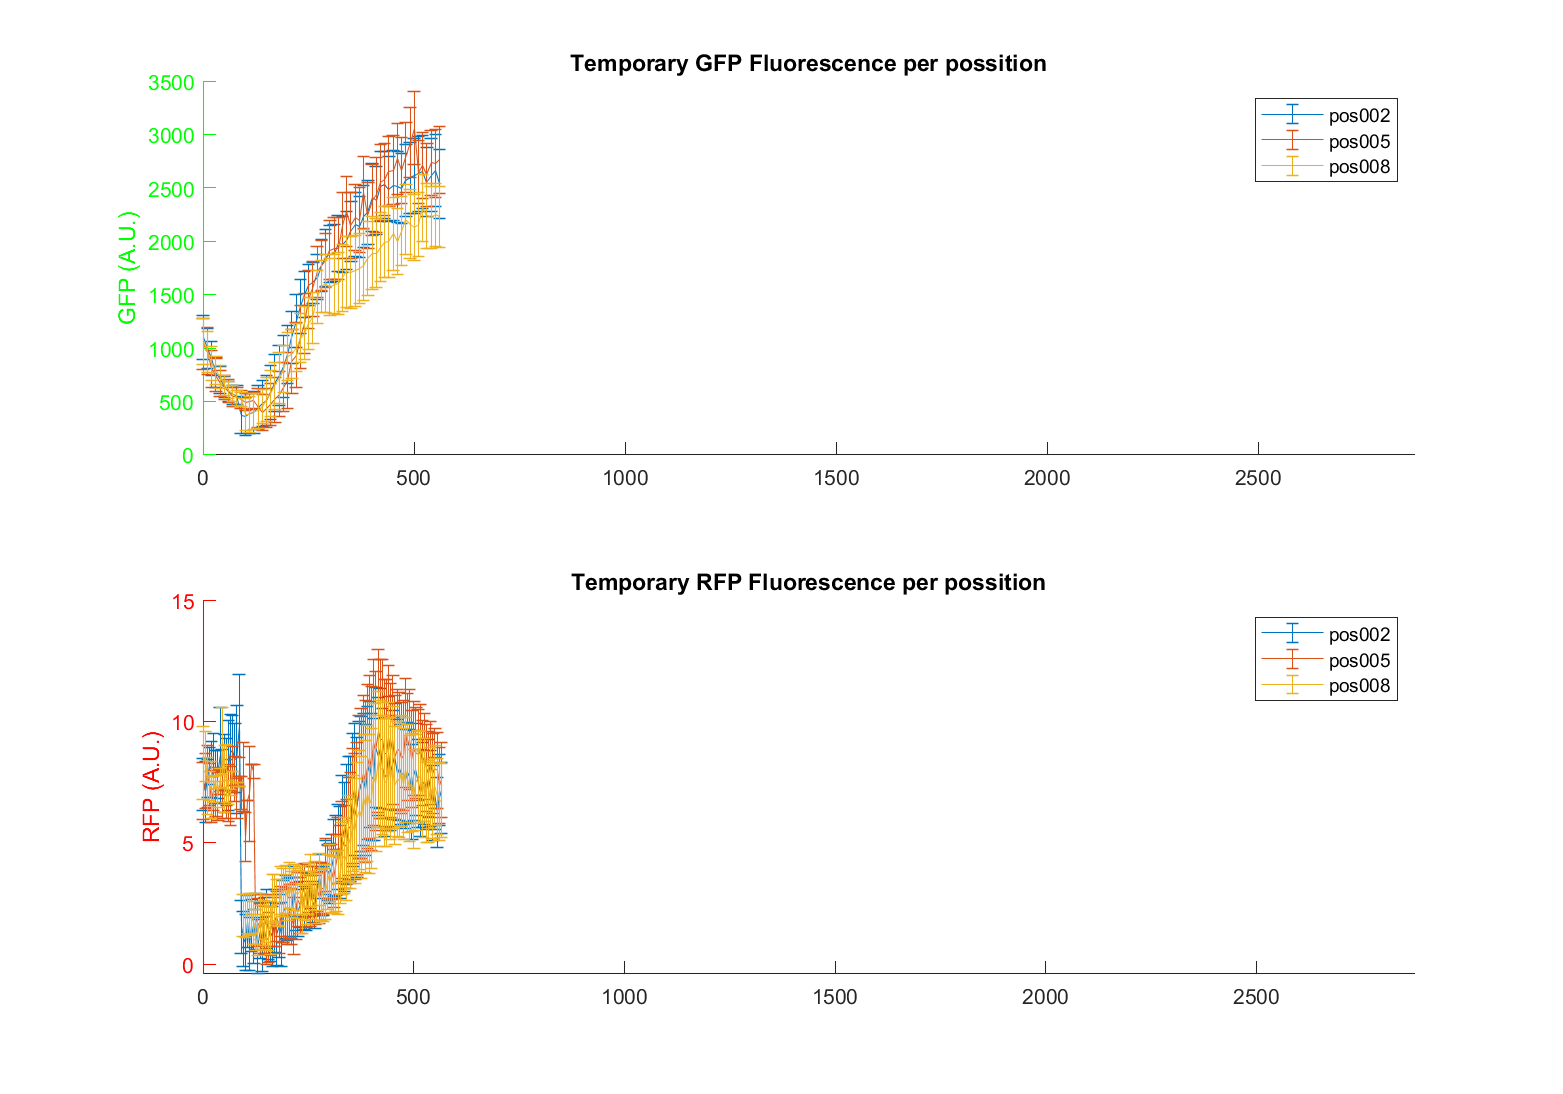 Temporary GFP Fluorescence per possition
3500
3000
2500
2000
1500
1000
500
0
GFP (A.U.)
pos002
pos005
pos008
0 500 1000 1500 2000 2500
Temporary RFP Fluorescence per possition
15
10
5
0
RFP (A.U.)
pos002
pos005
pos008
0 500 1000 1500 2000 2500